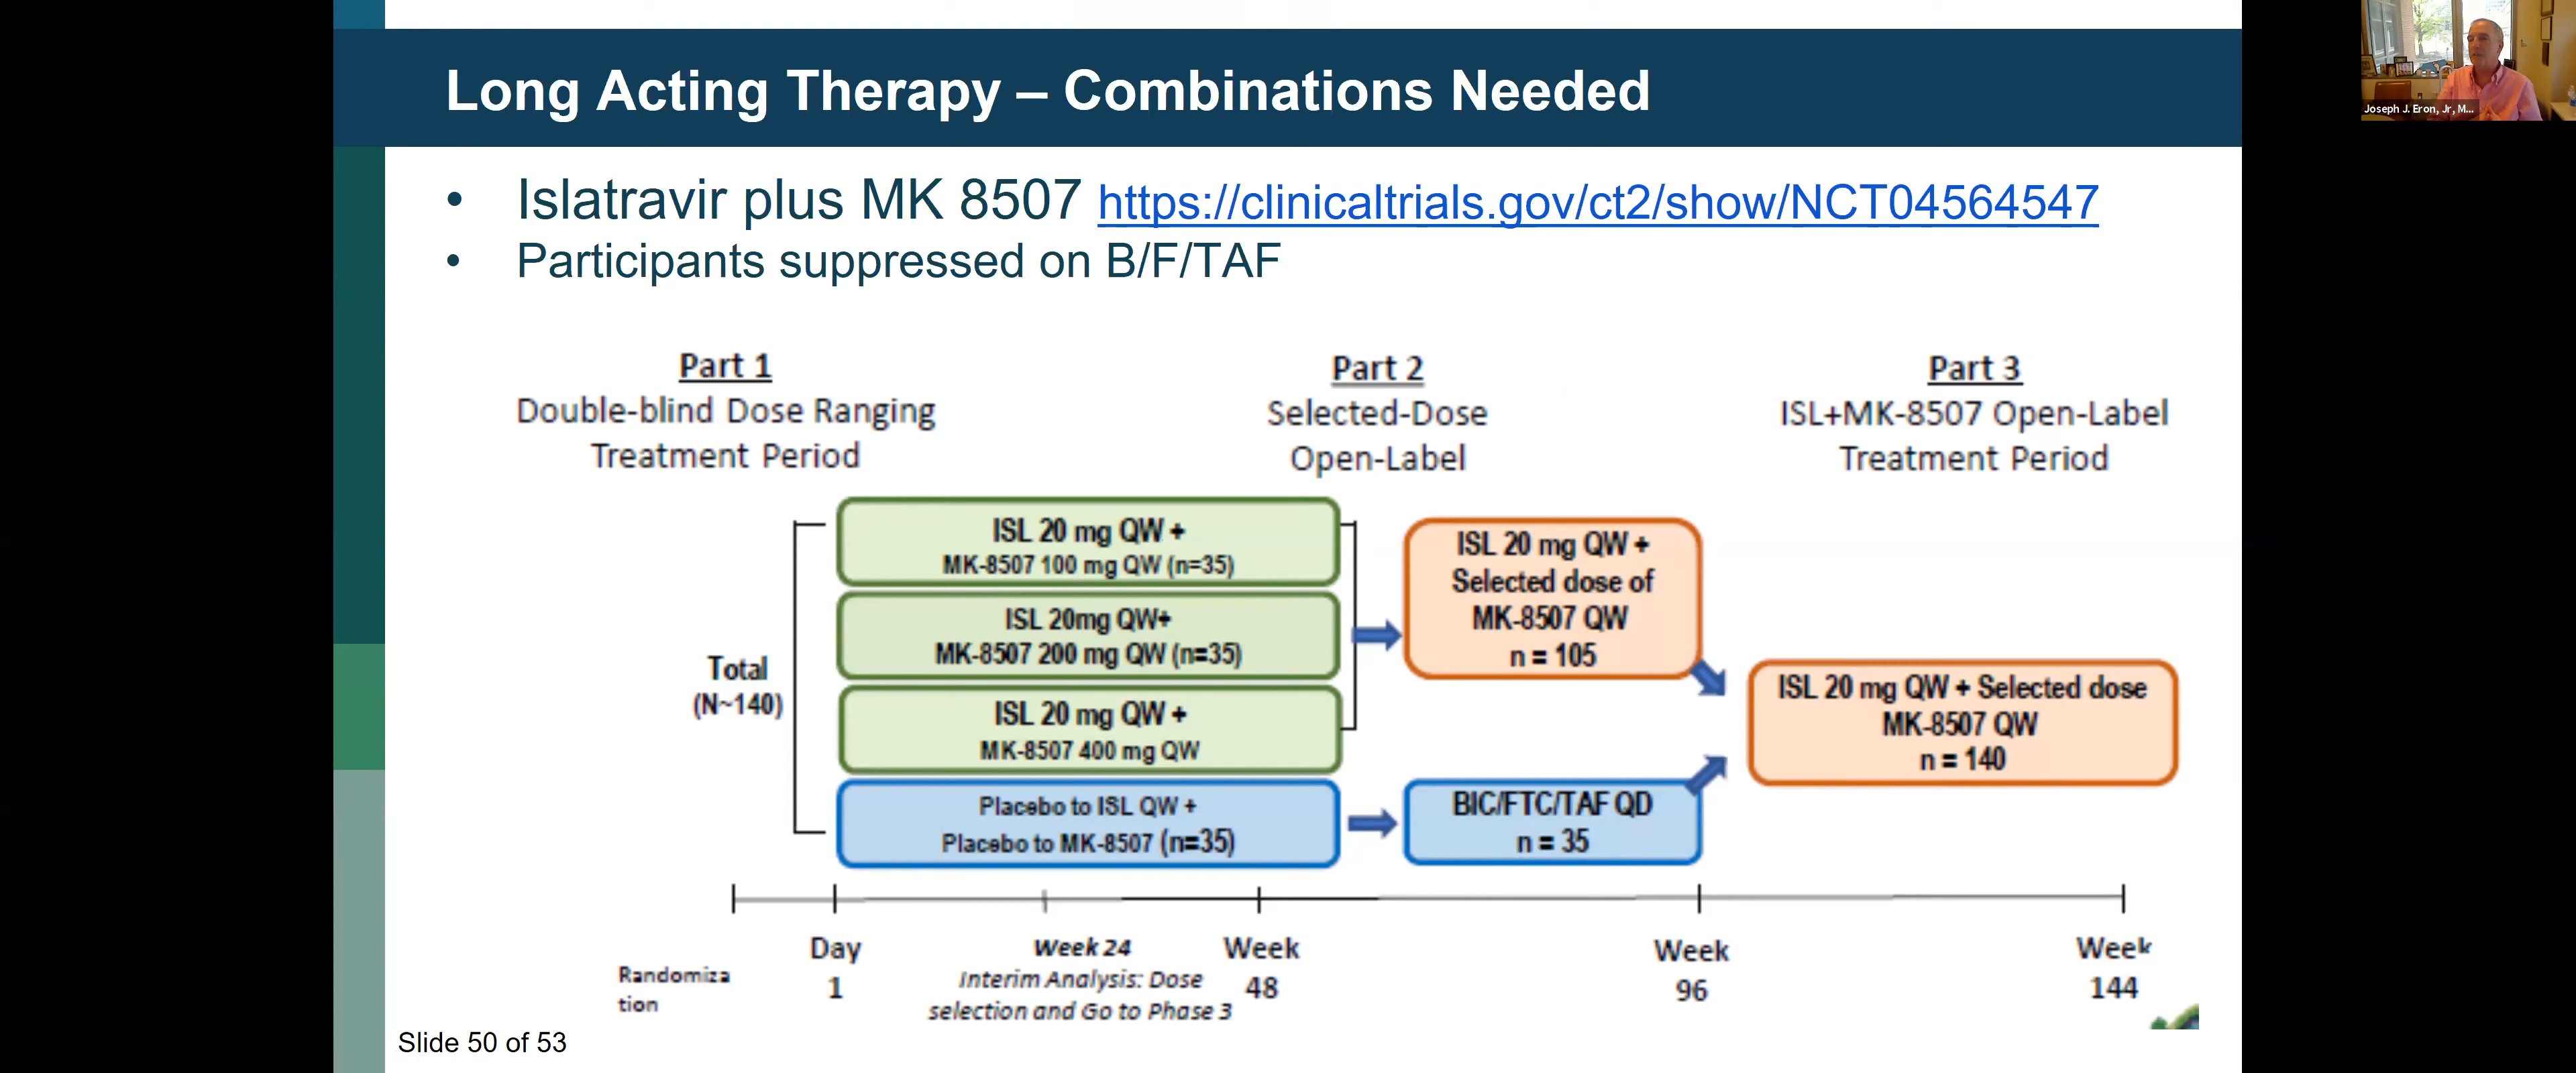 Long Acting Therapy – Combinations Needed
Joseph J. Eron, Jr, M...
• Islatravir plus MK 8507 https://clinicaltrials.gov/ct2/show/NCT04564547
• Participants suppressed on B/F/TAF
Part 1
Double-blind Dose Ranging
Treatment Period
Part 2
Selected-Dose
Open-Label
Part 3
ISL+MK-8507 Open-Label
Treatment Period
Total
(N~140)
ISL 20 mg QW +
MK-8507 100 mg QW (n=35)
ISL 20mg QW+
MK-8507 200 mg QW (n=35)
ISL 20 mg QW +
MK-8507 400 mg QW
Placebo to ISL QW +
Placebo to MK-8507 (n=35)
ISL 20 mg QW +
Selected dose of
MK-8507 QW
n = 105
BIC/FTC/TAF QD
n = 35
ISL 20 mg QW + Selected dose
MK-8507 QW
n = 140
Randomiza
tion
Day
1
Week 24
Interim Analysis: Dose
selection and Go to Phase 3
Week
48
Week
96
Week
144
Slide 50 of 53